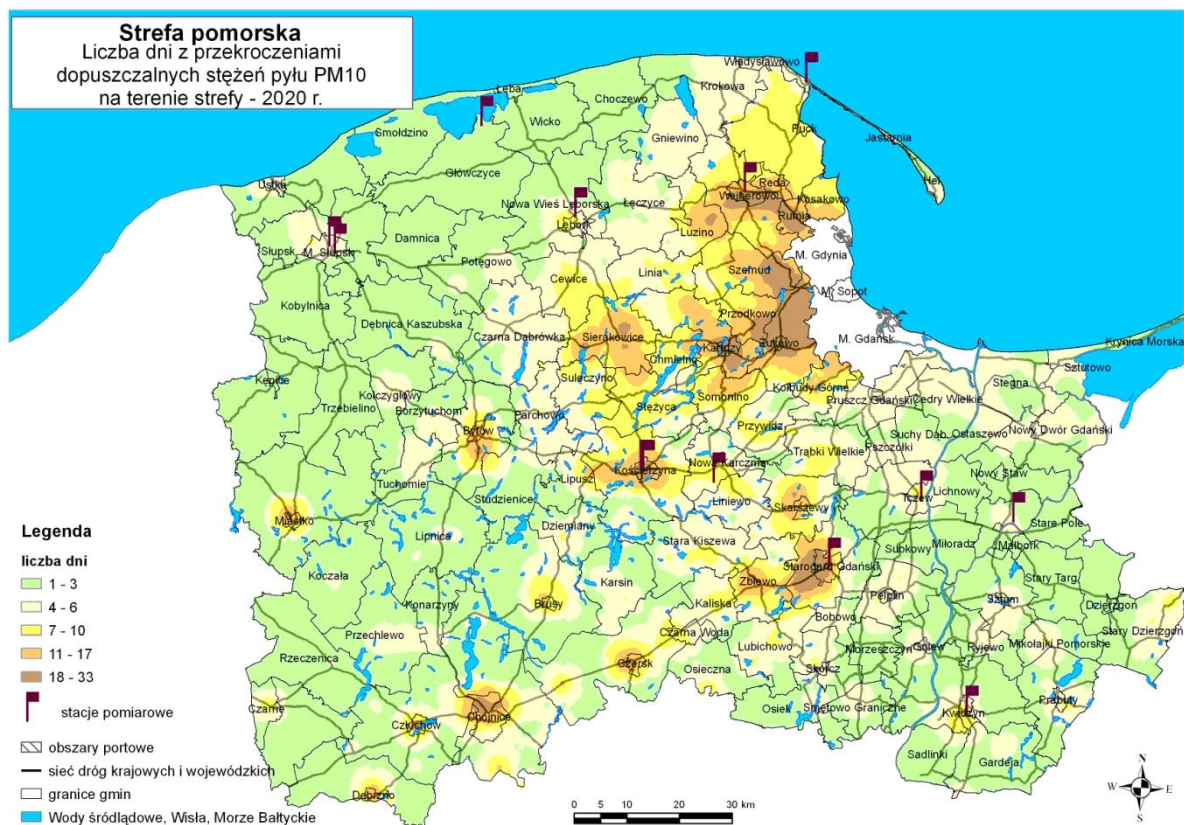 Strefa pomorska
Liczba dni z przekroczeniami
dopuszczalnych stężeń pyłu PM10
na terenie strefy - 2020 r.
Władysławowo
Krokowa
Łeba
Choczewo
Wicko
Puck
Smołdzino
Gniewino
Jastarnia
Główczyce
Reda
Hel
Ustka
Wejherowo
Nowa Wieś Lęborska
Łęczyce
Kosakowo
Rumia
Lębork
Luzino
Damnica
Słupsk
M. Słupsk
M. Gdynia
Potęgowo
Szemud
Linia
Cewice
M. Sopot
Kobylnica
Przodkowo
Dębnica Kaszubska
Czarna Dąbrówka
Sierakowice
M. Gdańsk
Kartuzy
Żukowo
Krynica Morska
Chmielno
Sztutowo
Kępice
Sulęczyno
Kolbudy Górne
Stegna
Kołczygłowy
Somonino
Pruszcz Gdański
Cedry Wielkie
Trzebielino
Borzytuchom
Parchowo
Stężyca
Bytów
Przywidz
Suchy Dąb
Ostaszewo
Nowy Dwór Gdański
Pszczółki
Trąbki Wielkie
Kościerzyna
Nowa Karczma
Nowy Staw
Lipusz
Tuchomie
Studzienice
Tczew
Lichnowy
Liniewo
Skarszewy
Miastko
Dziemiany
Stare Pole
Lipnica
Stara Kiszewa
Subkowy
Miłoradz
Malbork
Starogard Gdański
Koczała
Karsin
Zblewo
Stary Targ
Konarzyny
Brusy
Kaliska
Pelplin
Sztum
Dzierzgoń
Bobowo
Przechlewo
Czarna Woda
Stary Dzierzgoń
Lubichowo
Morzeszczyn
Gniew
Ryjewo
Mikołajki Pomorskie
Rzeczenica
Czersk
Osieczna
Skórcz
Czarne
Osiek
Smętowo Graniczne
Prabuty
Kwidzyn
Człuchów
Chojnice
Sadlinki
Gardeja
Debrzno
Legenda
liczba dni
1 - 3
4 - 6
7 - 10
11 - 17
18 - 33
stacje pomiarowe
obszary portowe
sieć dróg krajowych i wojewódzkich
granice gmin
Wody śródlądowe, Wisła, Morze Bałtyckie
0 5 10 20 30 km
N
W E
S